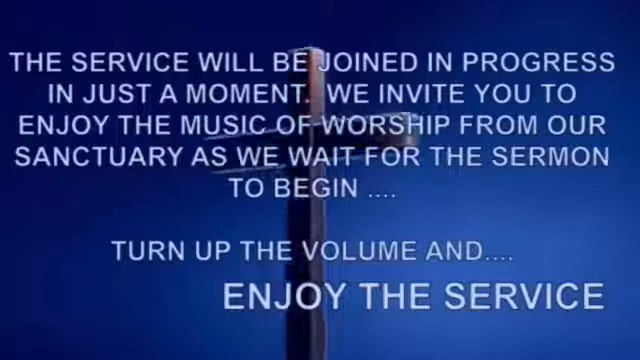 THE SERVICE WILL BE JOINED IN PROGRESS
IN JUST A MOMENT. WE INVITE YOU TO
ENJOY THE MUSIC OF WORSHIP FROM OUR
SANCTUARY AS WE WAIT FOR THE SERMON
TO BEGIN ....
TURN UP THE VOLUME AND....
ENJOY THE SERVICE